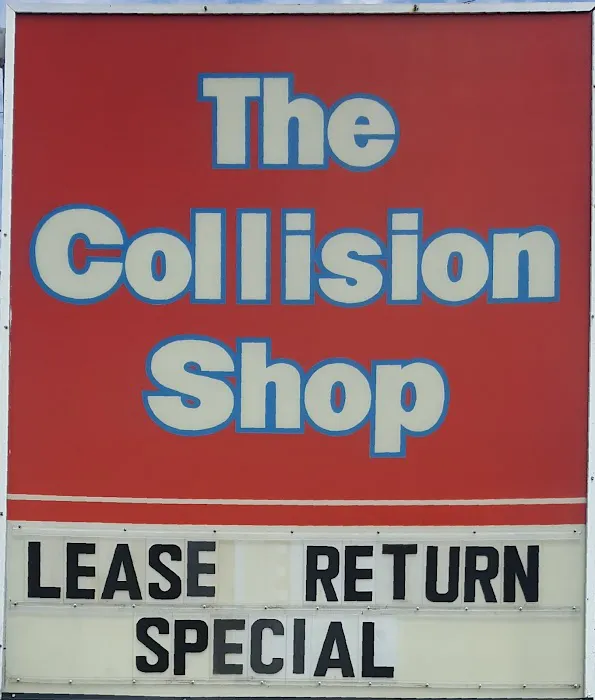 The
Collision
Shop
LEASE RETURN
SPECIAL